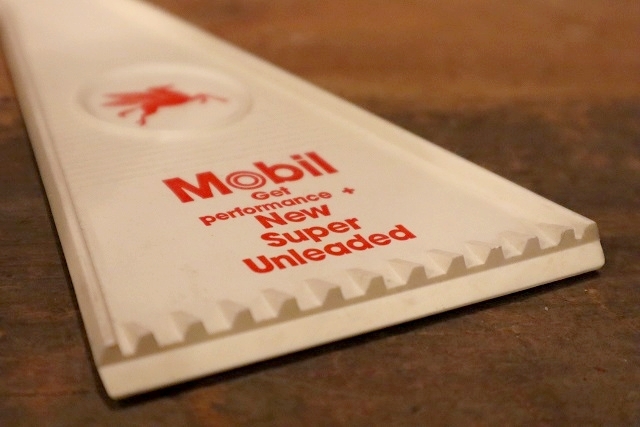 Mobil
Get
performance +
New
Super
Unleaded